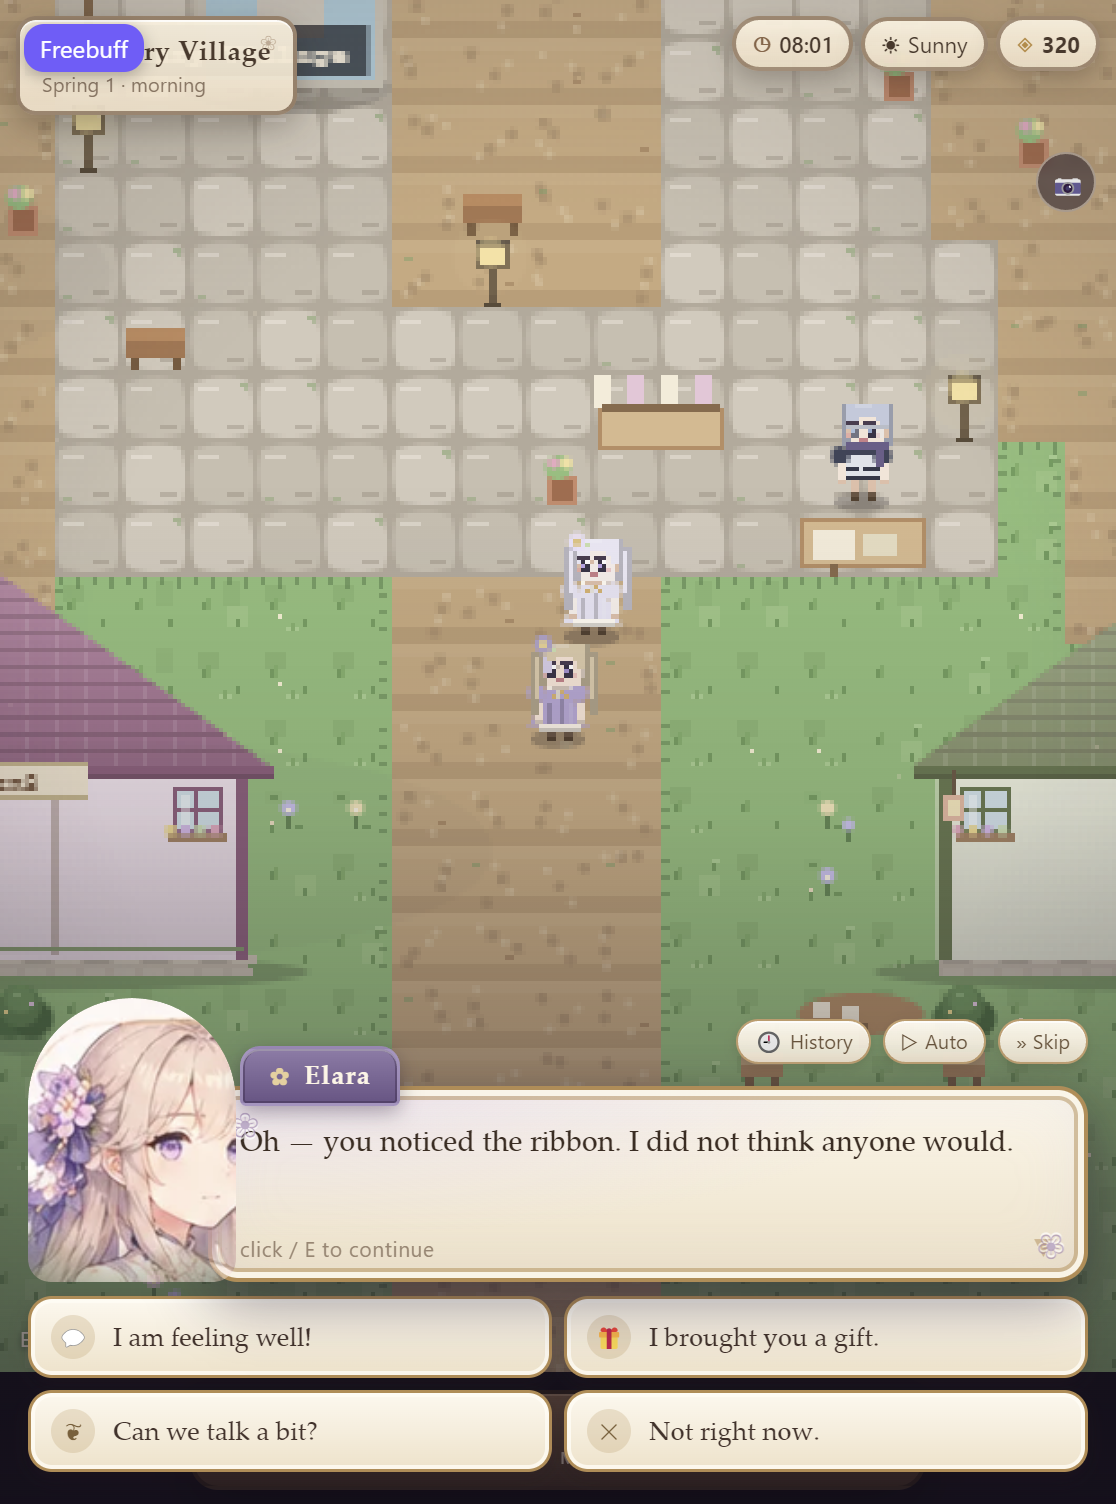 Freebuff
ry Village
Spring 1 · morning
08:01
Sunny
320
History
Auto
» Skip
Elara
Oh — you noticed the ribbon. I did not think anyone would.
click / E to continue
I am feeling well!
I brought you a gift.
Can we talk a bit?
Not right now.